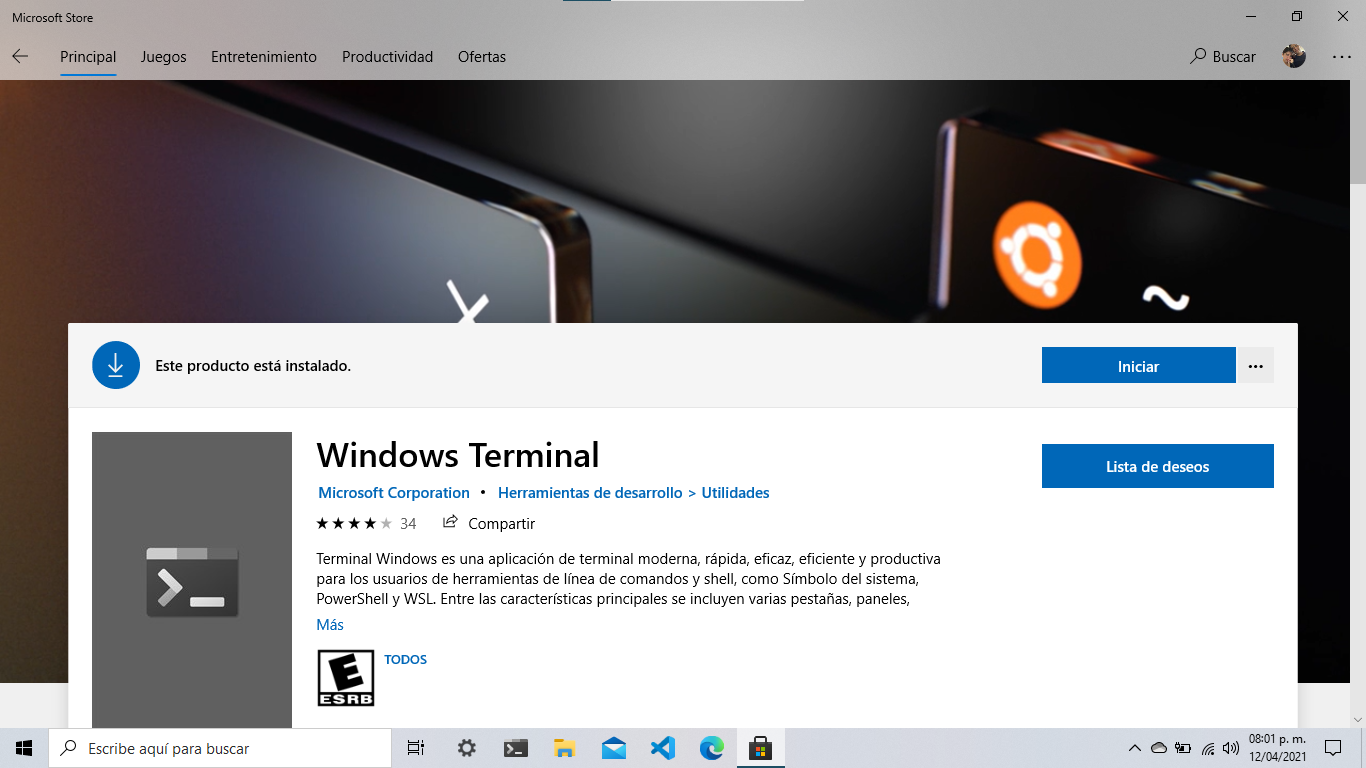 Microsoft Store
Principal Juegos Entretenimiento Productividad Ofertas Buscar
~
Este producto está instalado.
Iniciar
Windows Terminal
Lista de deseos
Microsoft Corporation • Herramientas de desarrollo > Utilidades
34 Compartir
Terminal Windows es una aplicación de terminal moderna, rápida, eficaz, eficiente y productiva
para los usuarios de herramientas de línea de comandos y shell, como Símbolo del sistema,
PowerShell y WSL. Entre las características principales se incluyen varias pestañas, paneles,
Más
E
ESRB
TODOS
Escribe aquí para buscar
08:01 p. m.
12/04/2021